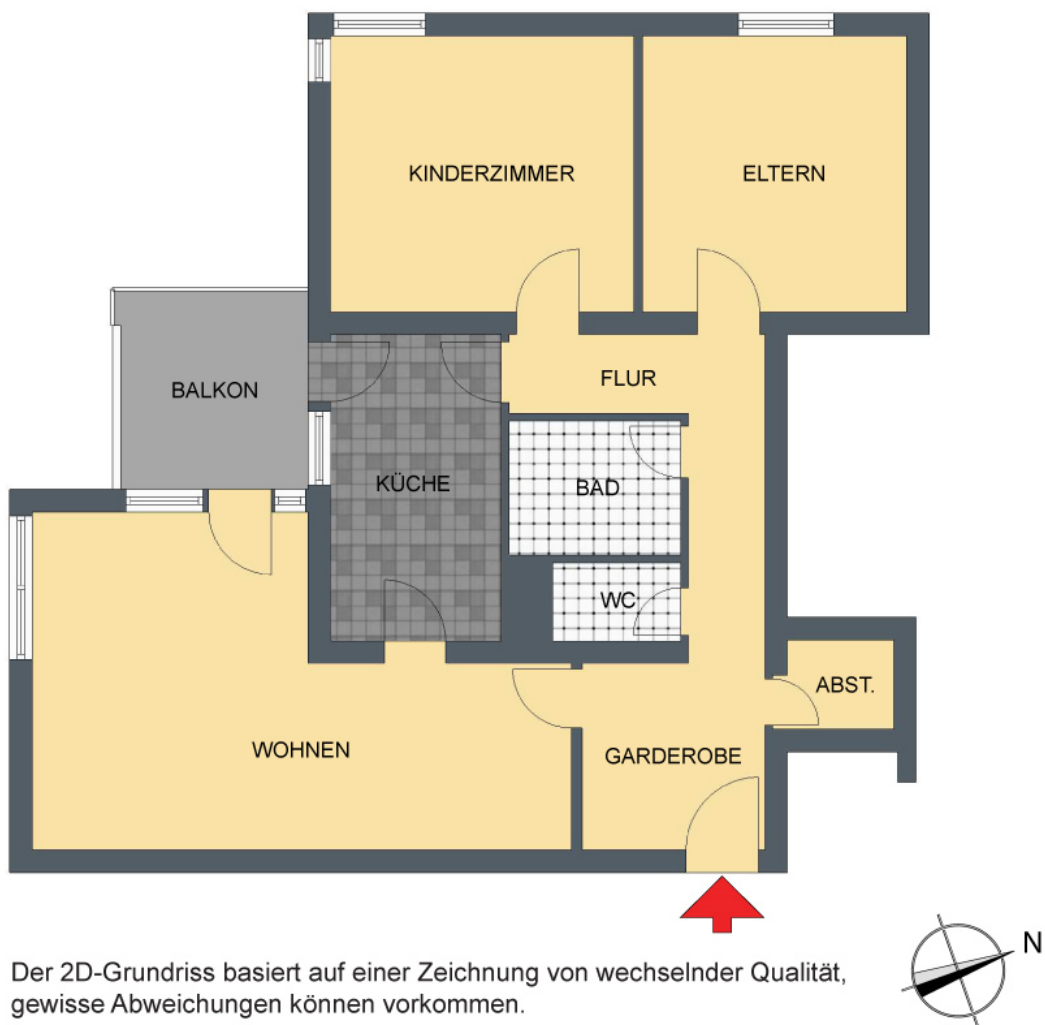 KINDERZIMMER
ELTERN
FLUR
BALKON
KÜCHE
BAD
WC
ABST.
WOHNEN
GARDEROBE
N
Der 2D-Grundriss basiert auf einer Zeichnung von wechselnder Qualität,
gewisse Abweichungen können vorkommen.